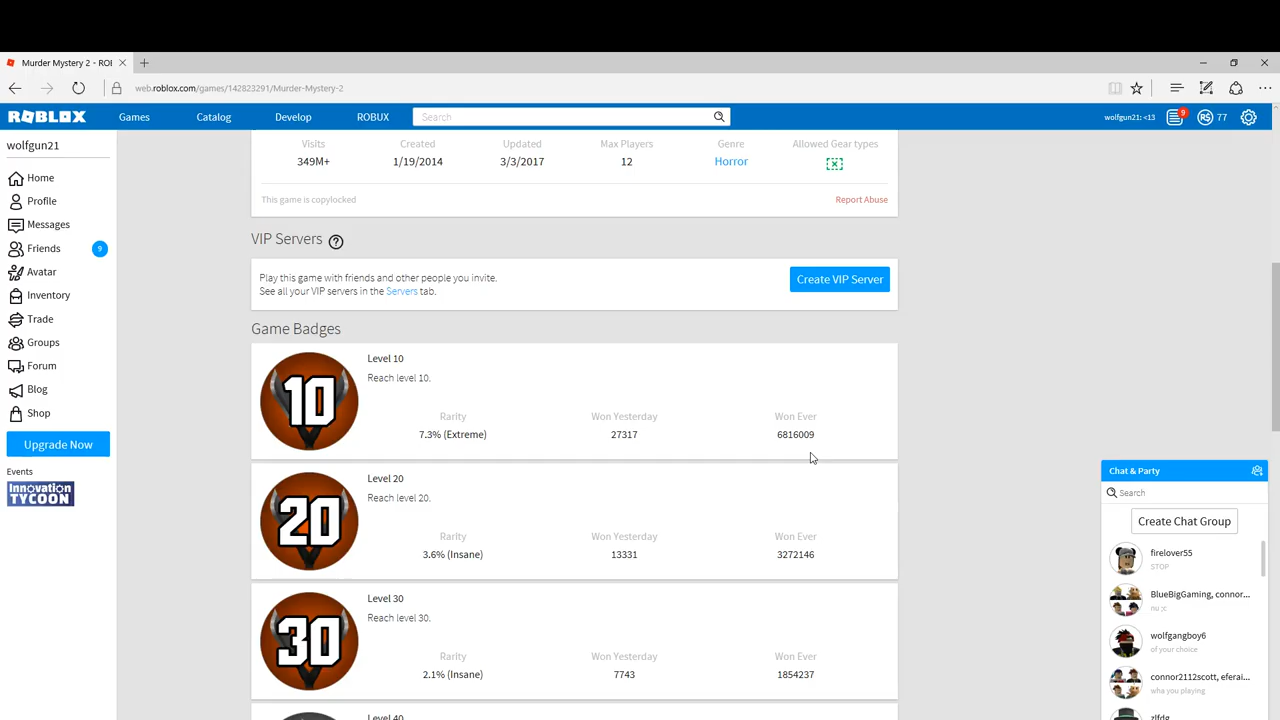 Murder Mystery 2 - ROI
web.roblox.com/games/142823291/Murder-Mystery-2
ROBLOX Games Catalog Develop ROBUX Search wolfgun21: <13 9 77
wolfgun21
Home
Profile
Messages
Friends 9
Avatar
Inventory
Trade
Groups
Forum
Blog
Shop
Upgrade Now
Events
Innovation
TYCOON
Visits Created Updated Max Players Genre Allowed Gear types
349M+ 1/19/2014 3/3/2017 12 Horror
This game is copylocked Report Abuse
VIP Servers ?
Play this game with friends and other people you invite.
See all your VIP servers in the Servers tab.
Create VIP Server
Game Badges
10
Level 10
Reach level 10.
Rarity Won Yesterday Won Ever
7.3% (Extreme) 27317 6816009
20
Level 20
Reach level 20.
Rarity Won Yesterday Won Ever
3.6% (Insane) 13331 3272146
30
Level 30
Reach level 30.
Rarity Won Yesterday Won Ever
2.1% (Insane) 7743 1854237
Level 40
Chat & Party
Search
Create Chat Group
firelover55
STOP
BlueBigGaming, connor...
nu ;c
wolfgangboy6
of your choice
connor2112scott, eferai...
wha you playing
zlfdg